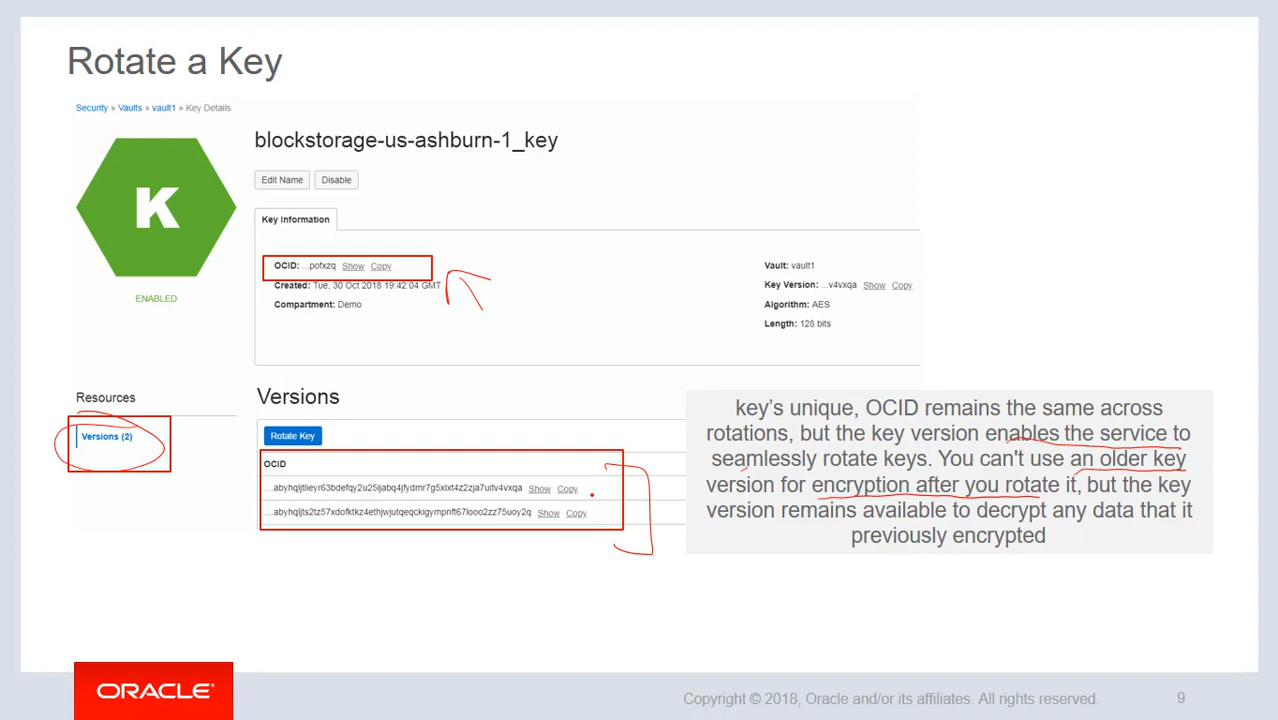 Rotate a Key
Security » Vaults » vault1 » Key Details
K
blockstorage-us-ashburn-1_key
Edit Name Disable
Key Information
OCID: ...pofxzq Show Copy
Created: Tue, 30 Oct 2018 19:42:04 GMT
Compartment: Demo
Vault: vault1
Key Version: ...v4vxqa Show Copy
Algorithm: AES
Length: 128 bits
ENABLED
Resources
Versions (2)
Versions
Rotate Key
OCID
...abyhqljtlieyr63bdefqy2u25ijabq4jfydmr7g5xlxt4z2zja7uitv4vxqa Show Copy
...abyhqljts2tz57xdofktkz4ethjwjutqeqckigympnft67looo2zz75uoy2q Show Copy
key's unique, OCID remains the same across
rotations, but the key version enables the service to
seamlessly rotate keys. You can't use an older key
version for encryption after you rotate it, but the key
version remains available to decrypt any data that it
previously encrypted
ORACLE®
Copyright © 2018, Oracle and/or its affiliates. All rights reserved.
9